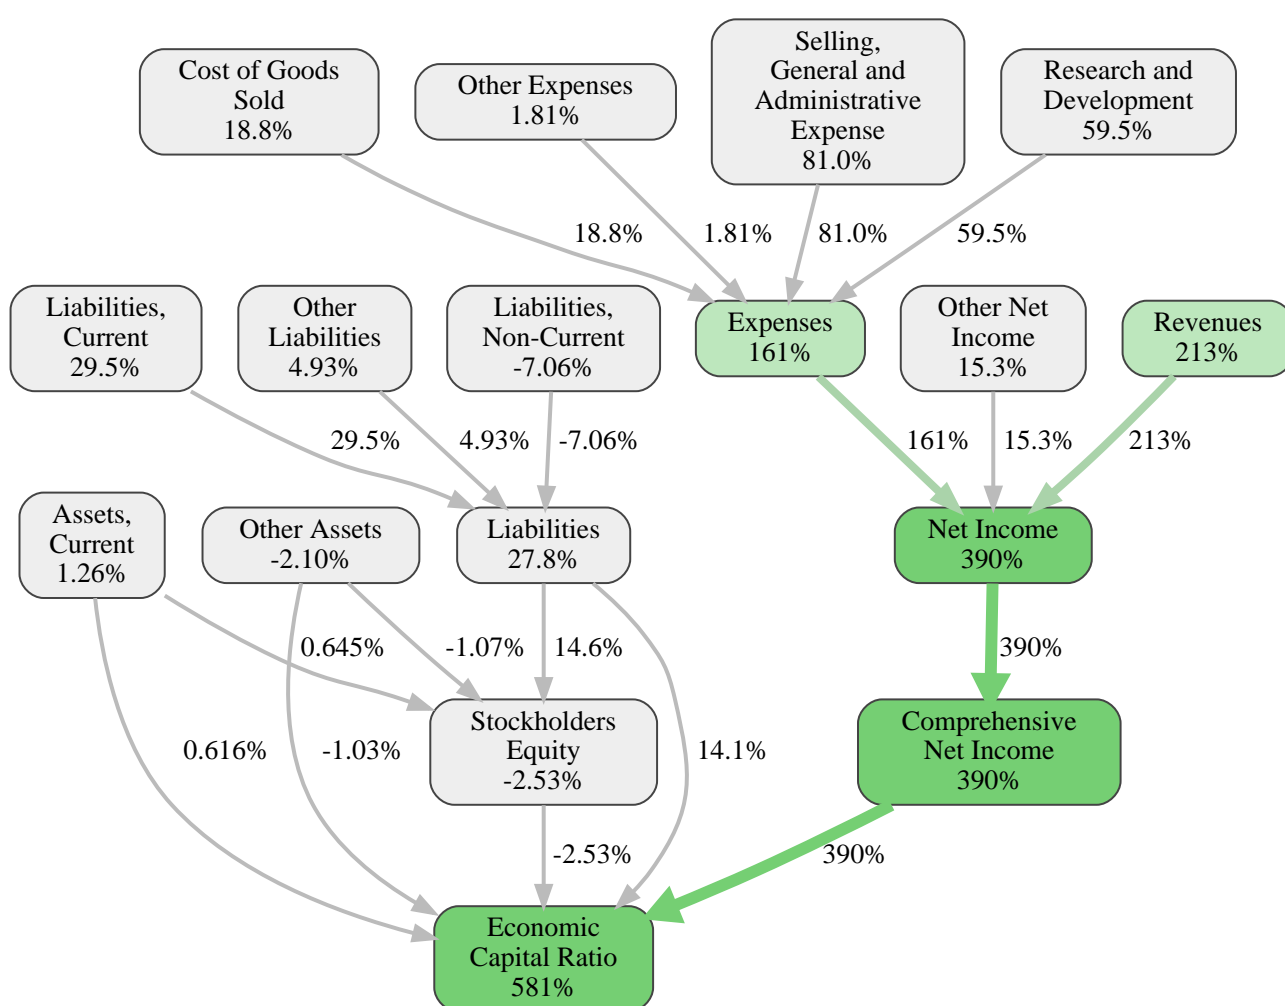 Cost of Goods
Sold
18.8%
Other Expenses
1.81%
Selling,
General and
Administrative
Expense
81.0%
Research and
Development
59.5%
18.8%
1.81%
81.0%
59.5%
Liabilities,
Current
29.5%
Other
Liabilities
4.93%
Liabilities,
Non-Current
-7.06%
Expenses
161%
Other Net
Income
15.3%
Revenues
213%
29.5%
4.93%
-7.06%
161%
15.3%
213%
Assets,
Current
1.26%
Other Assets
-2.10%
Liabilities
27.8%
Net Income
390%
0.645%
-1.07%
14.6%
390%
Stockholders
Equity
-2.53%
Comprehensive
Net Income
390%
0.616%
-1.03%
14.1%
-2.53%
390%
Economic
Capital Ratio
581%